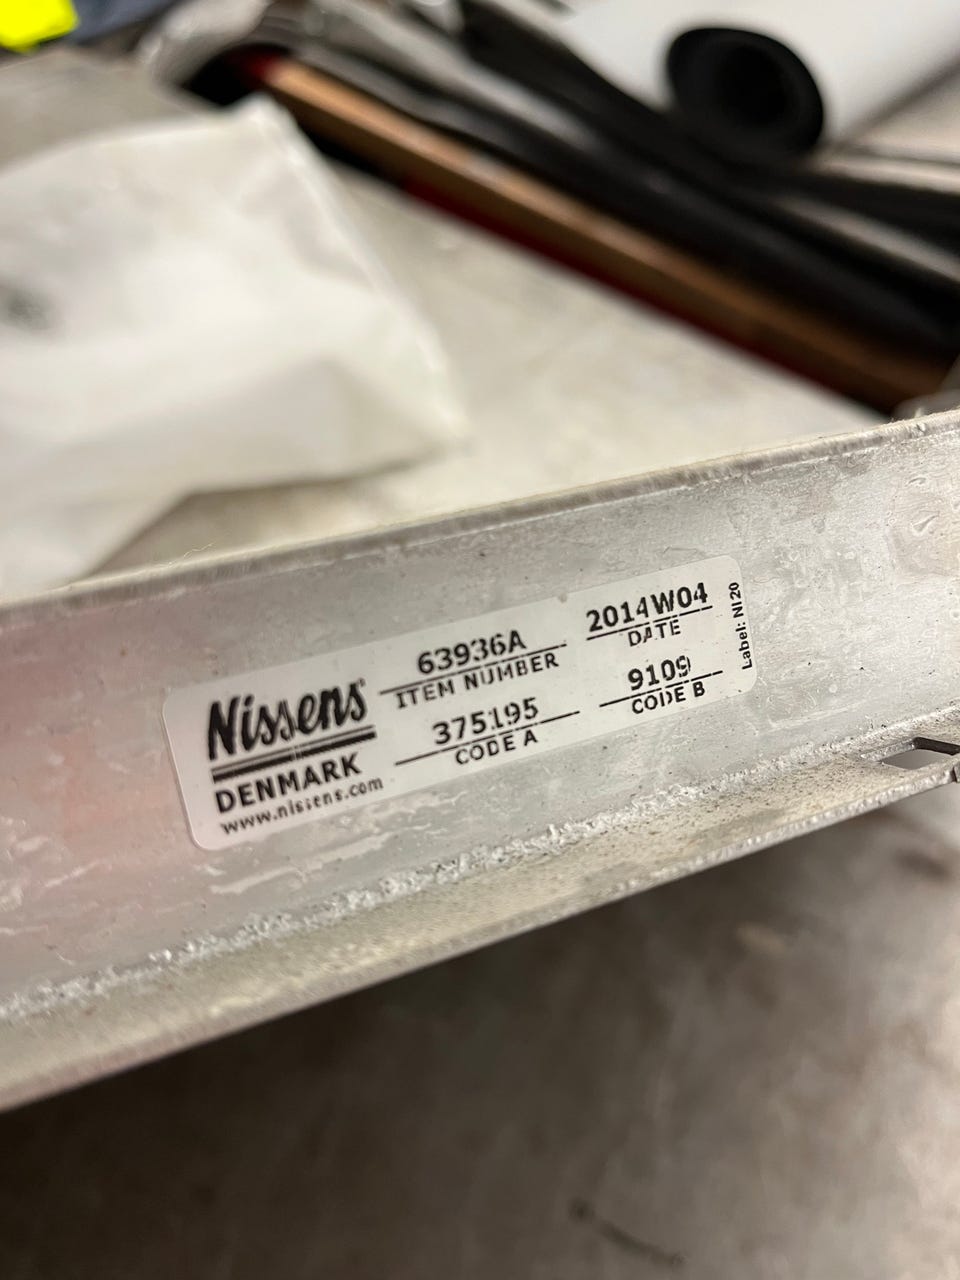 Nissens
DENMARK
www.nissens.com
63936A
ITEM NUMBER
375195
CODE A
2014W04
DATE
9109
CODE B
Label: NI20